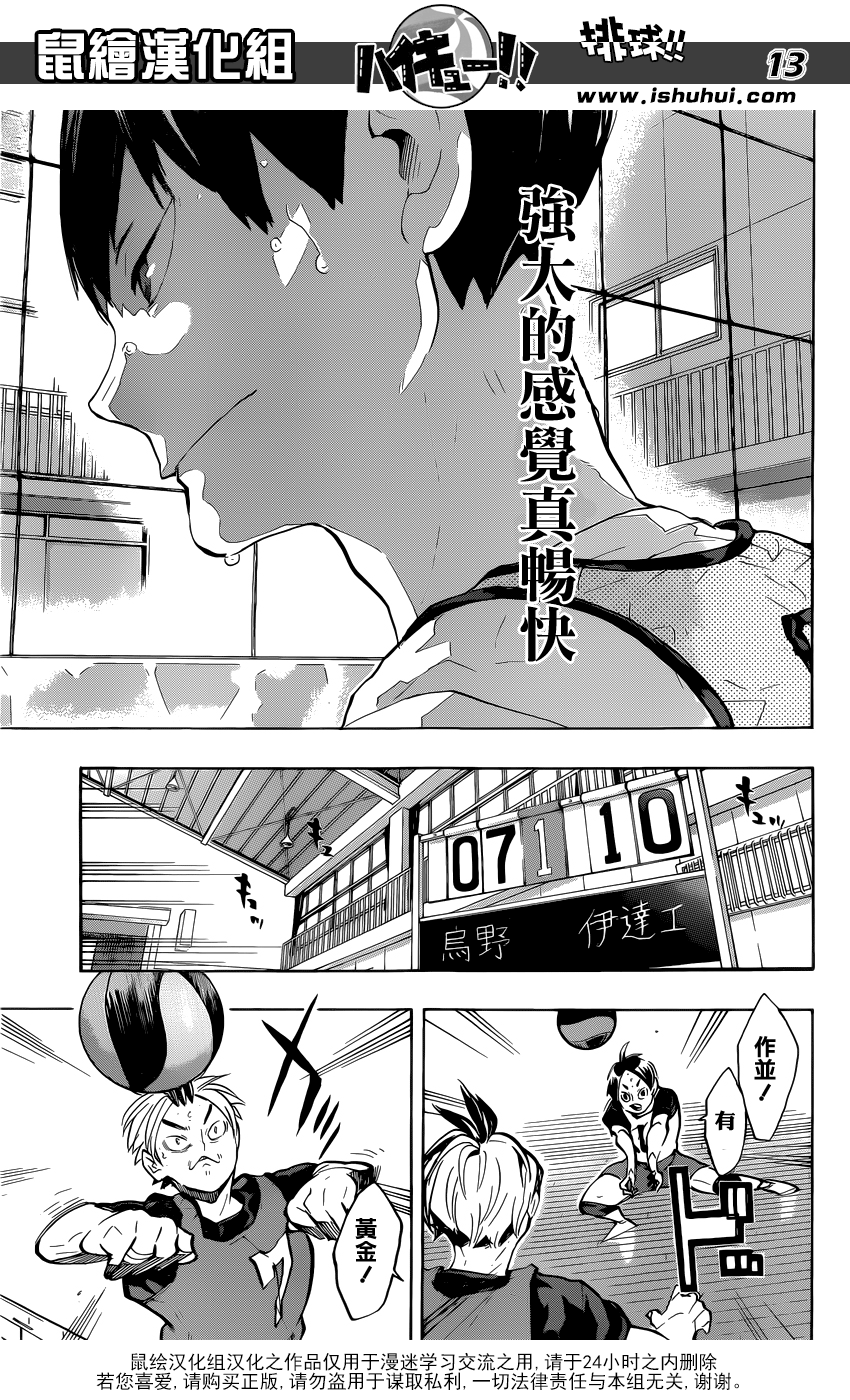 鼠繪漢化組
ハイキュー!!
排球!!
13
www.ishuhui.com
強大的感覺真暢快
キュッ
キュッ
キュッ
07 1 10
烏野 伊達工
作並!
有
ド
黃金!
鼠绘汉化组汉化之作品仅用于漫迷学习交流之用,请于24小时之内删除
若您喜爱,请购买正版,请勿盗用于谋取私利,一切法律责任与本组无关,谢谢。